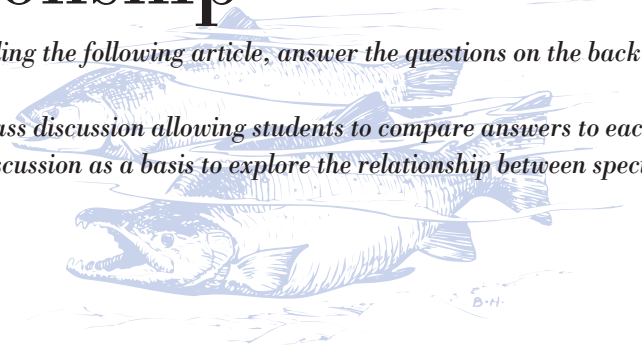 onship
ling the following article, answer the questions on the back
ass discussion allowing students to compare answers to eac
scussion as a basis to explore the relationship between spec
B.H.